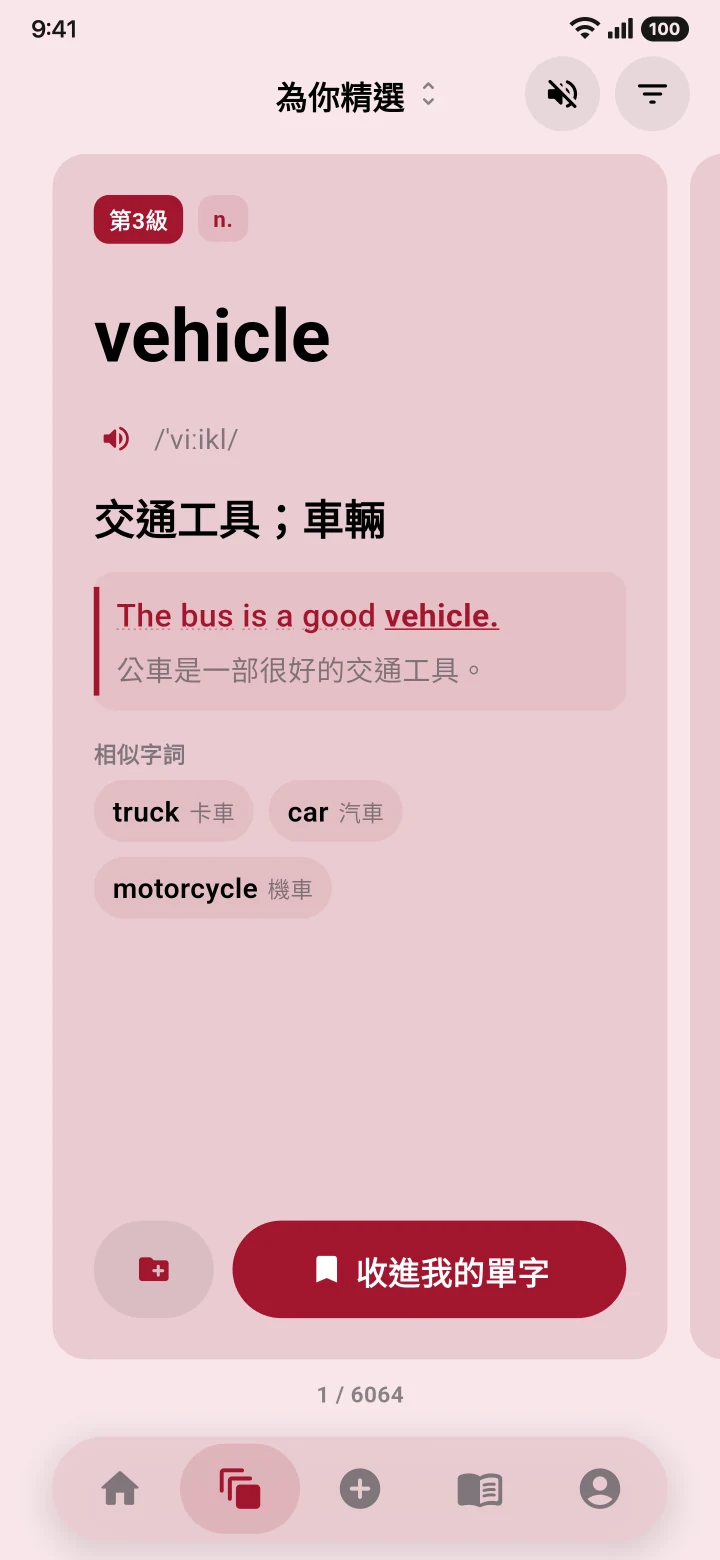 9:41
100
為你精選
第3級
n.
vehicle
/ˈviːikl/
交通工具；車輛
The bus is a good vehicle.
公車是一部很好的交通工具。
相似字詞
truck 卡車
car 汽車
motorcycle 機車
收進我的單字
1 / 6064